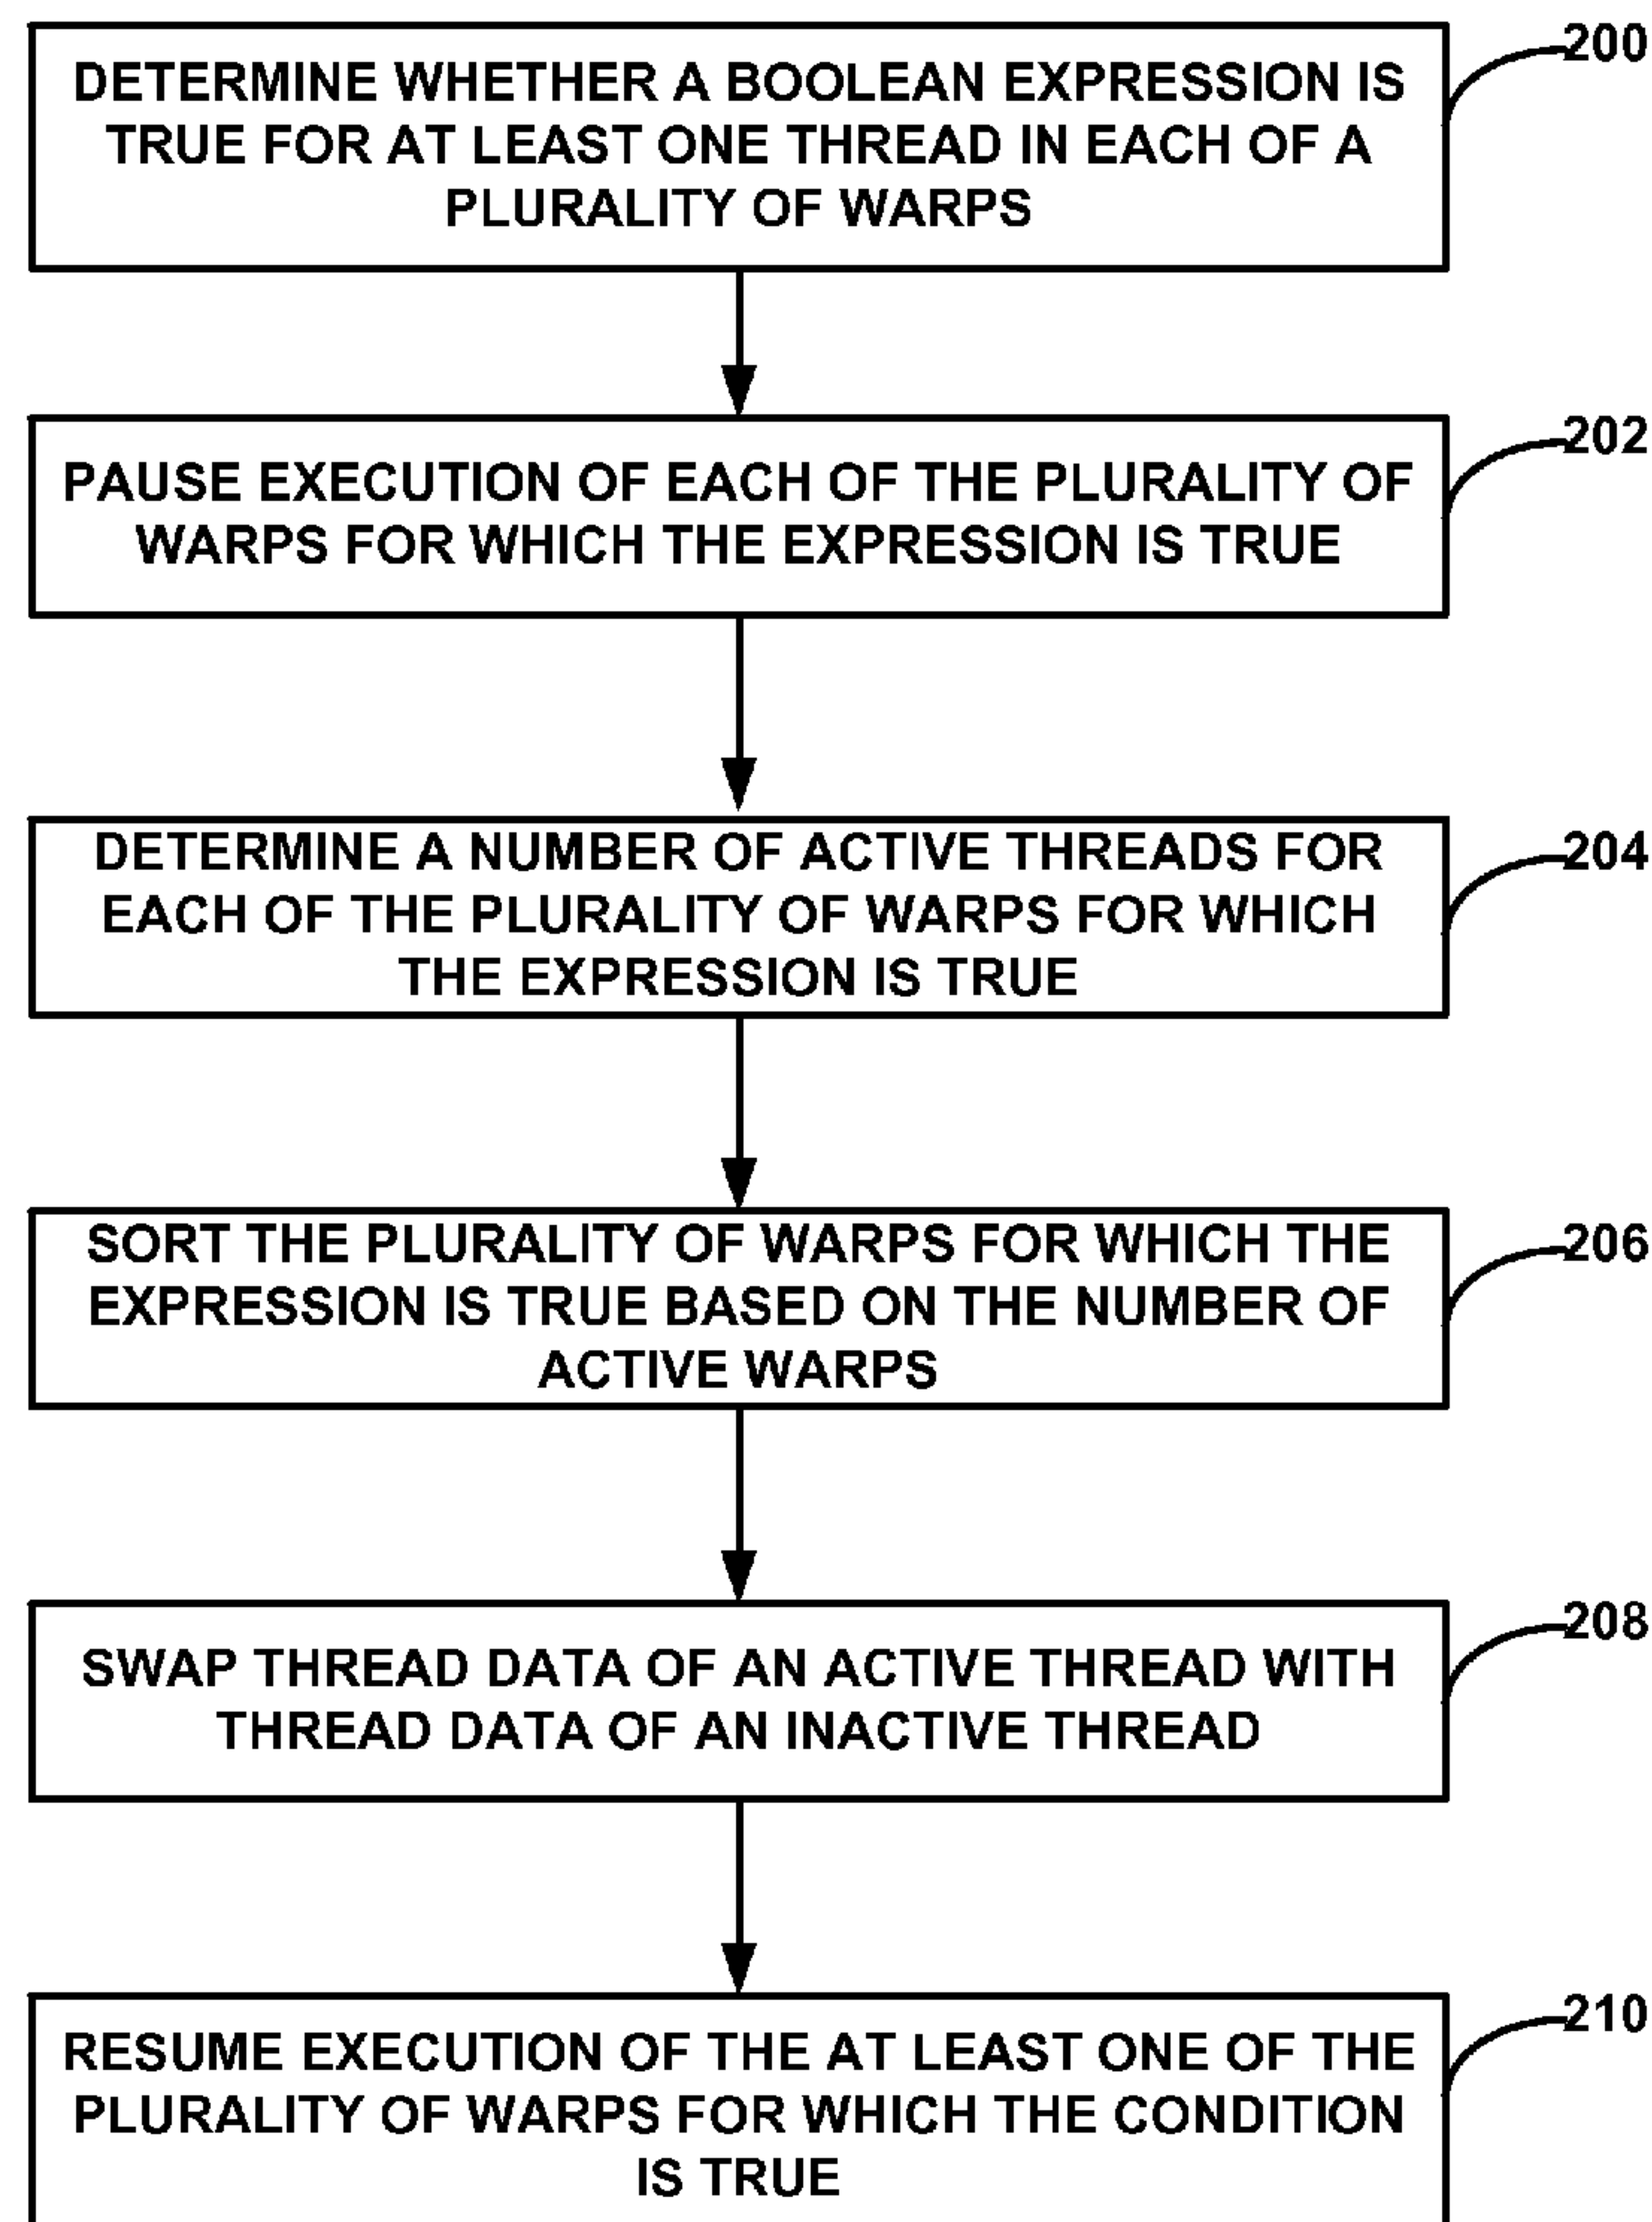 200
DETERMINE WHETHER A BOOLEAN EXPRESSION IS
TRUE FOR AT LEAST ONE THREAD IN EACH OF A
PLURALITY OF WARPS
202
PAUSE EXECUTION OF EACH OF THE PLURALITY OF
WARPS FOR WHICH THE EXPRESSION IS TRUE
204
DETERMINE A NUMBER OF ACTIVE THREADS FOR
EACH OF THE PLURALITY OF WARPS FOR WHICH
THE EXPRESSION IS TRUE
206
SORT THE PLURALITY OF WARPS FOR WHICH THE
EXPRESSION IS TRUE BASED ON THE NUMBER OF
ACTIVE WARPS
208
SWAP THREAD DATA OF AN ACTIVE THREAD WITH
THREAD DATA OF AN INACTIVE THREAD
210
RESUME EXECUTION OF THE AT LEAST ONE OF THE
PLURALITY OF WARPS FOR WHICH THE CONDITION
IS TRUE